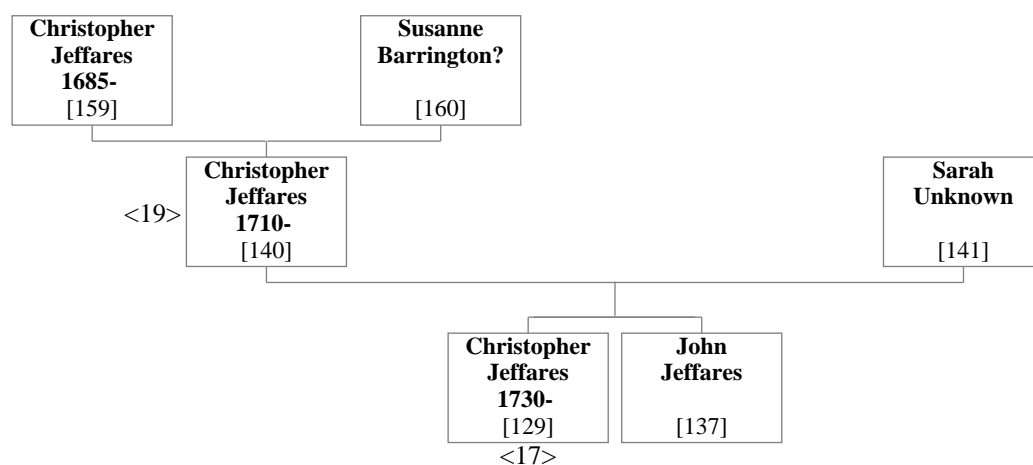 Christopher
Jeffares
1685-
[159]
Susanne
Barrington?
[160]
<19>
Christopher
Jeffares
1710-
[140]
Sarah
Unknown
[141]
Christopher
Jeffares
1730-
[129]
<17>
John
Jeffares
[137]